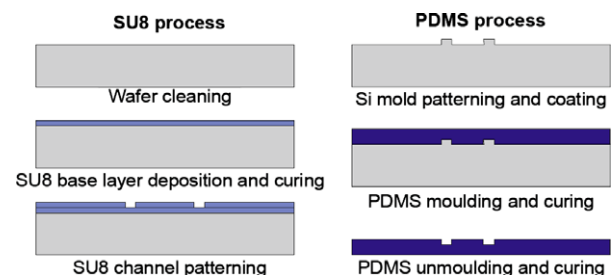 SU8 process
Wafer cleaning
SU8 base layer deposition and curing
SU8 channel patterning
PDMS process
Si mold patterning and coating
PDMS moulding and curing
PDMS unmoulding and curing